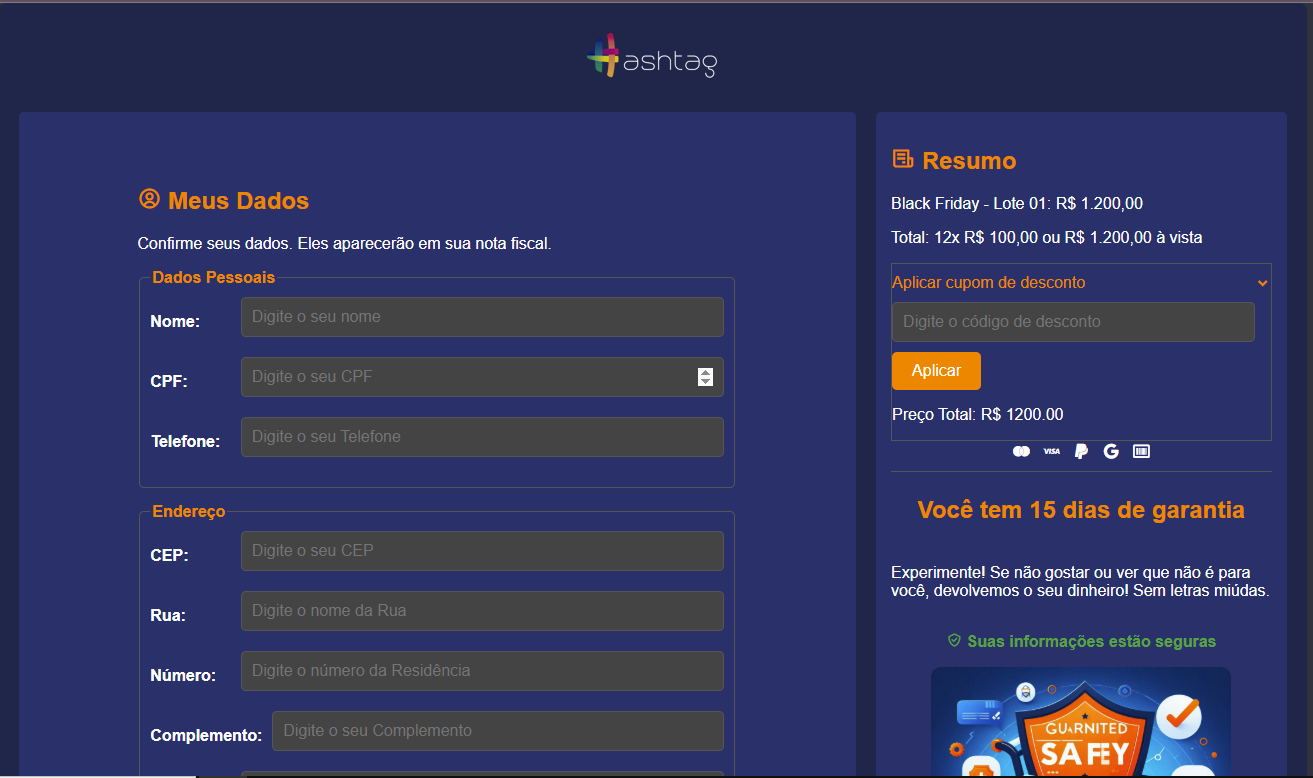 ashtag
Meus Dados
Confirme seus dados. Eles aparecerão em sua nota fiscal.
Dados Pessoais
Nome: Digite o seu nome
CPF: Digite o seu CPF
Telefone: Digite o seu Telefone
Endereço
CEP: Digite o seu CEP
Rua: Digite o nome da Rua
Número: Digite o número da Residência
Complemento: Digite o seu Complemento
Resumo
Black Friday - Lote 01: R$ 1.200,00
Total: 12x R$ 100,00 ou R$ 1.200,00 à vista
Aplicar cupom de desconto
Digite o código de desconto
Aplicar
Preço Total: R$ 1200.00
VISA
G
Você tem 15 dias de garantia
Experimente! Se não gostar ou ver que não é para
você, devolvemos o seu dinheiro! Sem letras miúdas.
Suas informações estão seguras
GUARNITED
SAFEY